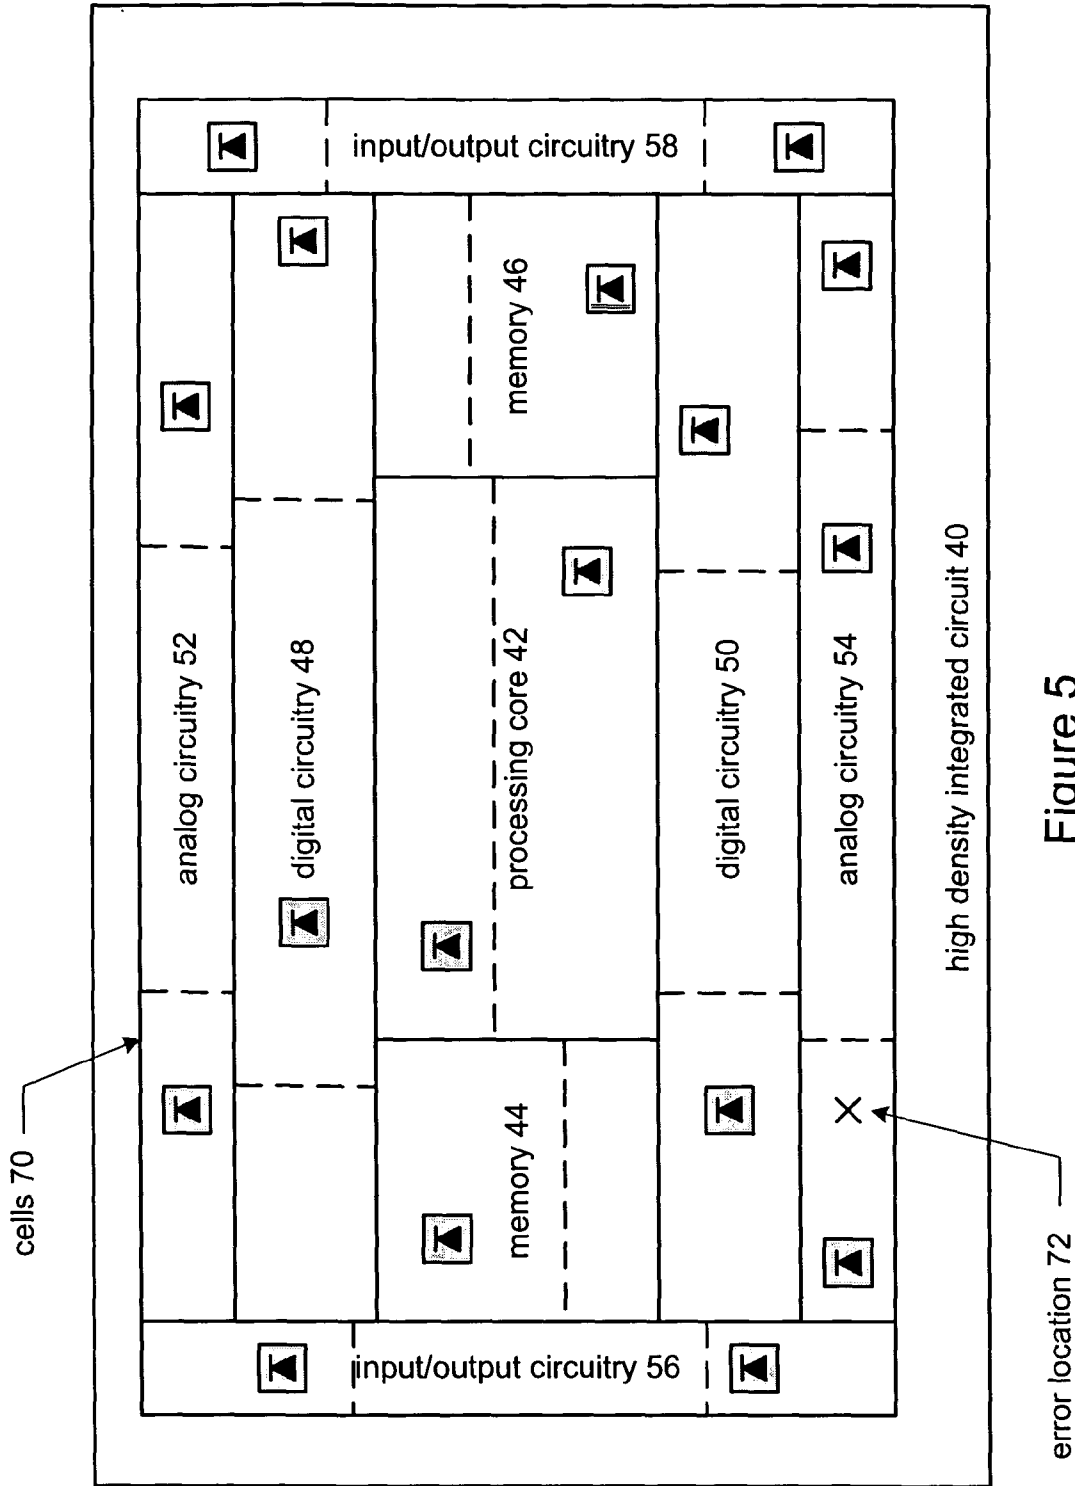 cells 70
analog circuitry 52
digital circuitry 48
input/output circuitry 56
memory 44
processing core 42
memory 46
input/output circuitry 58
digital circuitry 50
analog circuitry 54
error location 72
high density integrated circuit 40
Figure 5